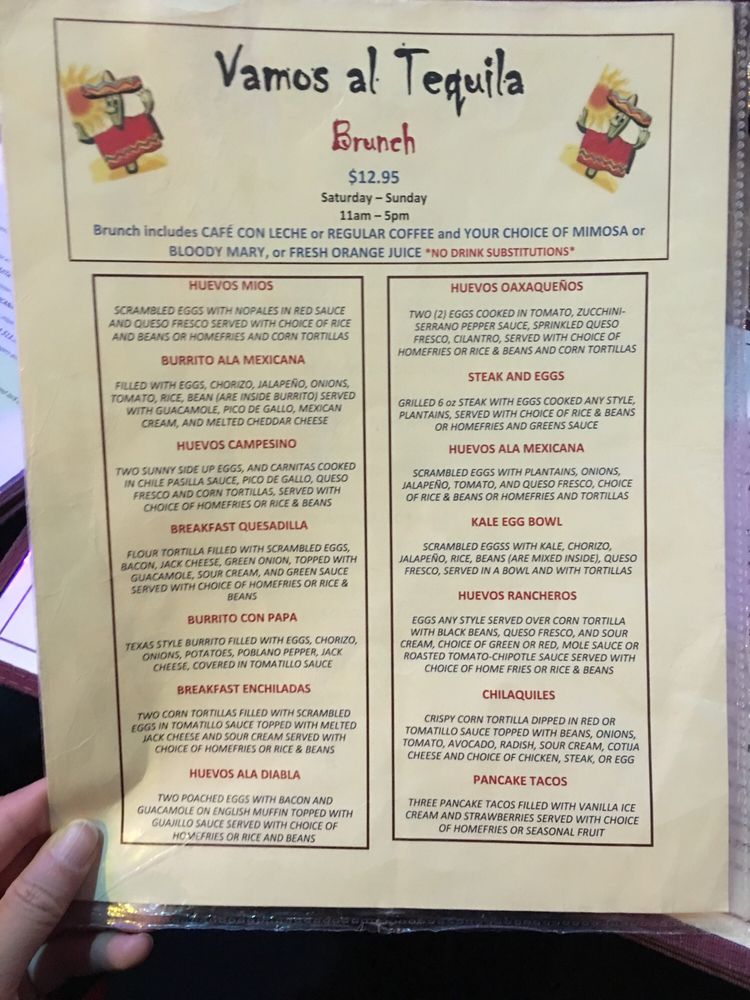 Vamos al Tequila
Brunch
$12.95
Saturday – Sunday
11am – 5pm
Brunch includes CAFÉ CON LECHE or REGULAR COFFEE and YOUR CHOICE OF MIMOSA or
BLOODY MARY, or FRESH ORANGE JUICE *NO DRINK SUBSTITUTIONS*
HUEVOS MIOS
SCRAMBLED EGGS WITH NOPALES IN RED SAUCE
AND QUESO FRESCO SERVED WITH CHOICE OF RICE
AND BEANS OR HOMEFRIES AND CORN TORTILLAS
BURRITO ALA MEXICANA
FILLED WITH EGGS, CHORIZO, JALAPEÑO, ONIONS,
TOMATO, RICE, BEAN (ARE INSIDE BURRITO) SERVED
WITH GUACAMOLE, PICO DE GALLO, MEXICAN
CREAM, AND MELTED CHEDDAR CHEESE
HUEVOS CAMPESINO
TWO SUNNY SIDE UP EGGS, AND CARNITAS COOKED
IN CHILE PASILLA SAUCE, PICO DE GALLO, QUESO
FRESCO AND CORN TORTILLAS, SERVED WITH
CHOICE OF HOMEFRIES OR RICE & BEANS
BREAKFAST QUESADILLA
FLOUR TORTILLA FILLED WITH SCRAMBLED EGGS,
BACON, JACK CHEESE, GREEN ONION, TOPPED WITH
GUACAMOLE, SOUR CREAM, AND GREEN SAUCE
SERVED WITH CHOICE OF HOMEFRIES OR RICE &
BEANS
BURRITO CON PAPA
TEXAS STYLE BURRITO FILLED WITH EGGS, CHORIZO,
ONIONS, POTATOES, POBLANO PEPPER, JACK
CHEESE, COVERED IN TOMATILLO SAUCE
BREAKFAST ENCHILADAS
TWO CORN TORTILLAS FILLED WITH SCRAMBLED
EGGS IN TOMATILLO SAUCE TOPPED WITH MELTED
JACK CHEESE AND SOUR CREAM SERVED WITH
CHOICE OF HOMEFRIES OR RICE & BEANS
HUEVOS ALA DIABLA
TWO POACHED EGGS WITH BACON AND
GUACAMOLE ON ENGLISH MUFFIN TOPPED WITH
GUAJILLO SAUCE SERVED WITH CHOICE OF
HOMEFRIES OR RICE AND BEANS
HUEVOS OAXAQUEÑOS
TWO (2) EGGS COOKED IN TOMATO, ZUCCHINI-
SERRANO PEPPER SAUCE, SPRINKLED QUESO
FRESCO, CILANTRO, SERVED WITH CHOICE OF
HOMEFRIES OR RICE & BEANS AND CORN TORTILLAS
STEAK AND EGGS
GRILLED 6 oz STEAK WITH EGGS COOKED ANY STYLE,
PLANTAINS, SERVED WITH CHOICE OF RICE & BEANS
OR HOMEFRIES AND GREENS SAUCE
HUEVOS ALA MEXICANA
SCRAMBLED EGGS WITH PLANTAINS, ONIONS,
JALAPEÑO, TOMATO, AND QUESO FRESCO, CHOICE
OF RICE & BEANS OR HOMEFRIES AND TORTILLAS
KALE EGG BOWL
SCRAMBLED EGGSS WITH KALE, CHORIZO,
JALAPEÑO, RICE, BEANS (ARE MIXED INSIDE), QUESO
FRESCO, SERVED IN A BOWL AND WITH TORTILLAS
HUEVOS RANCHEROS
EGGS ANY STYLE SERVED OVER CORN TORTILLA
WITH BLACK BEANS, QUESO FRESCO, AND SOUR
CREAM, CHOICE OF GREEN OR RED, MOLE SAUCE OR
ROASTED TOMATO-CHIPOTLE SAUCE SERVED WITH
CHOICE OF HOME FRIES OR RICE & BEANS
CHILAQUILES
CRISPY CORN TORTILLA DIPPED IN RED OR
TOMATILLO SAUCE TOPPED WITH BEANS, ONIONS,
TOMATO, AVOCADO, RADISH, SOUR CREAM, COTIJA
CHEESE AND CHOICE OF CHICKEN, STEAK, OR EGG
PANCAKE TACOS
THREE PANCAKE TACOS FILLED WITH VANILLA ICE
CREAM AND STRAWBERRIES SERVED WITH CHOICE
OF HOMEFRIES OR SEASONAL FRUIT